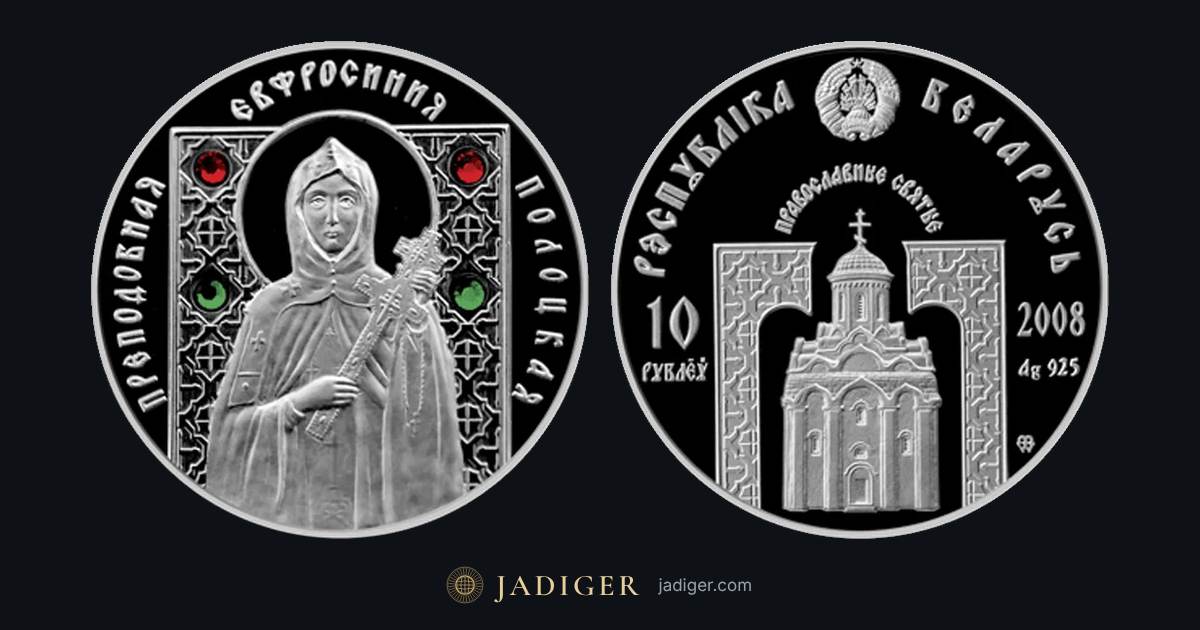 ПРЕПОДОБНАЯ
ЕВФРОСИНИЯ
ПОЛОЦКАЯ
РЭСПУБЛІКА
БЕЛАРУСЬ
ПРАВОСЛАВНЫЕ СВЯТЫЕ
10
РУБЛЁЎ
2008
Ag 925
JADIGER
jadiger.com